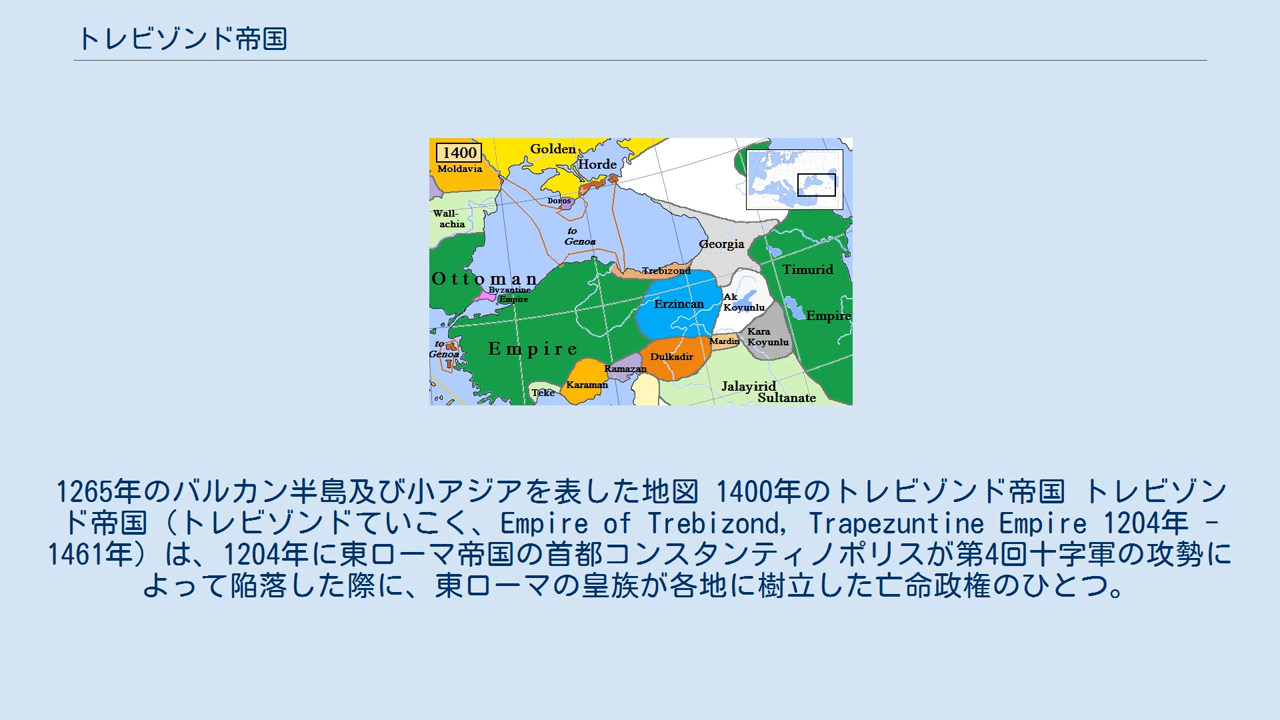 トレビゾンド帝国
1400
Golden
Horde
Moldavia
Doros
Wall-
achia
to
Genoa
Georgia
Ottoman
Trebizond
Timurid
Byzantine
Empire
Erzincan
Ak
Koyunlu
Empire
Kara
Koyunlu
to
Genoa
Empire
Mardin
Dulkadir
Ramazan
Karaman
Teke
Jalayirid
Sultanate
1265年のバルカン半島及び小アジアを表した地図 1400年のトレビゾンド帝国 トレビゾン
ド帝国（トレビゾンドていこく、Empire of Trebizond, Trapezuntine Empire 1204年 -
1461年）は、1204年に東ローマ帝国の首都コンスタンティノポリスが第4回十字軍の攻勢に
よって陥落した際に、東ローマの皇族が各地に樹立した亡命政権のひとつ。